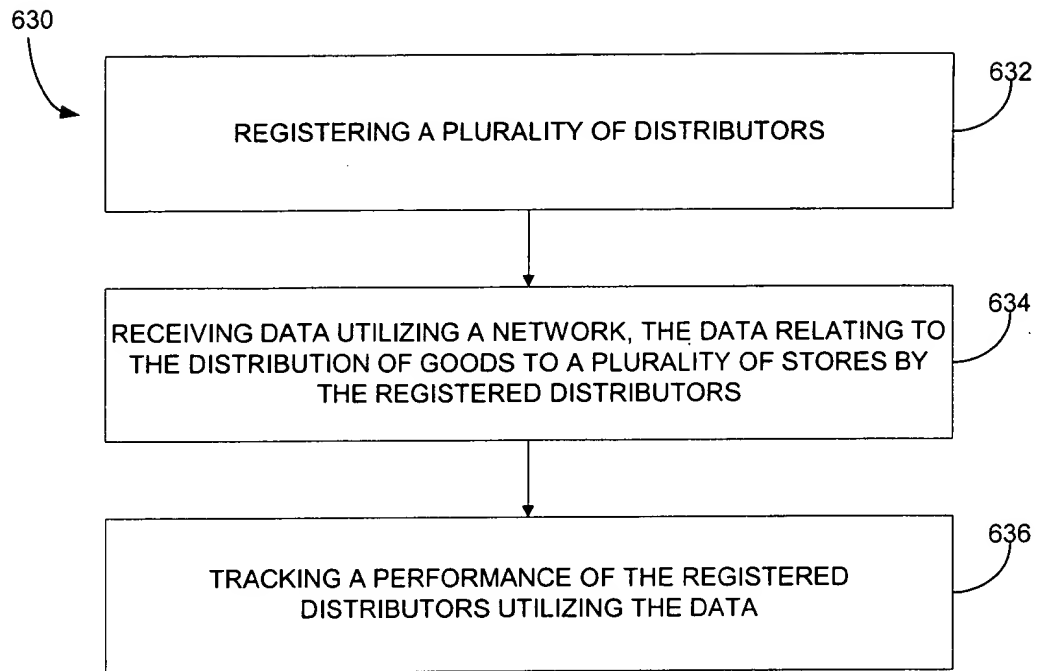 630
632
REGISTERING A PLURALITY OF DISTRIBUTORS
634
RECEIVING DATA UTILIZING A NETWORK, THE DATA RELATING TO
THE DISTRIBUTION OF GOODS TO A PLURALITY OF STORES BY
THE REGISTERED DISTRIBUTORS
636
TRACKING A PERFORMANCE OF THE REGISTERED
DISTRIBUTORS UTILIZING THE DATA